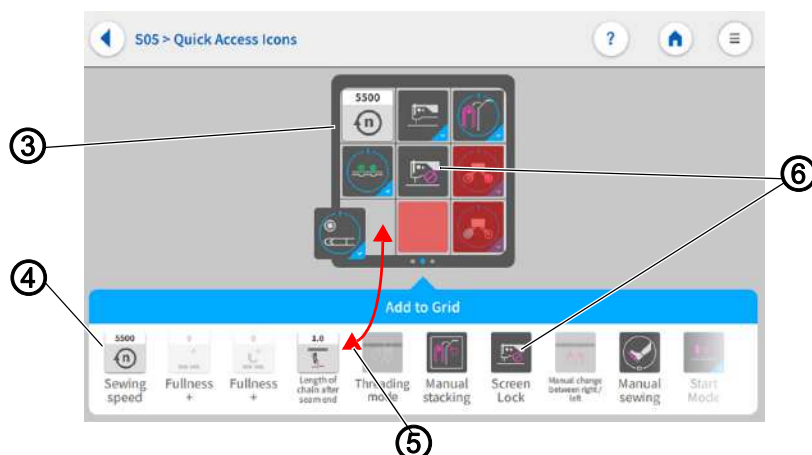 S05 > Quick Access Icons
?
5500
n
3
6
4
Add to Grid
5500
n
0
0
1.0
Sewing
speed
Fullness
+
Fullness
+
Length of
chain after
seam end
Threading
mode
Manual
stacking
Screen
Lock
Manual change
between right /
left
Manual
sewing
Start
Mode
5